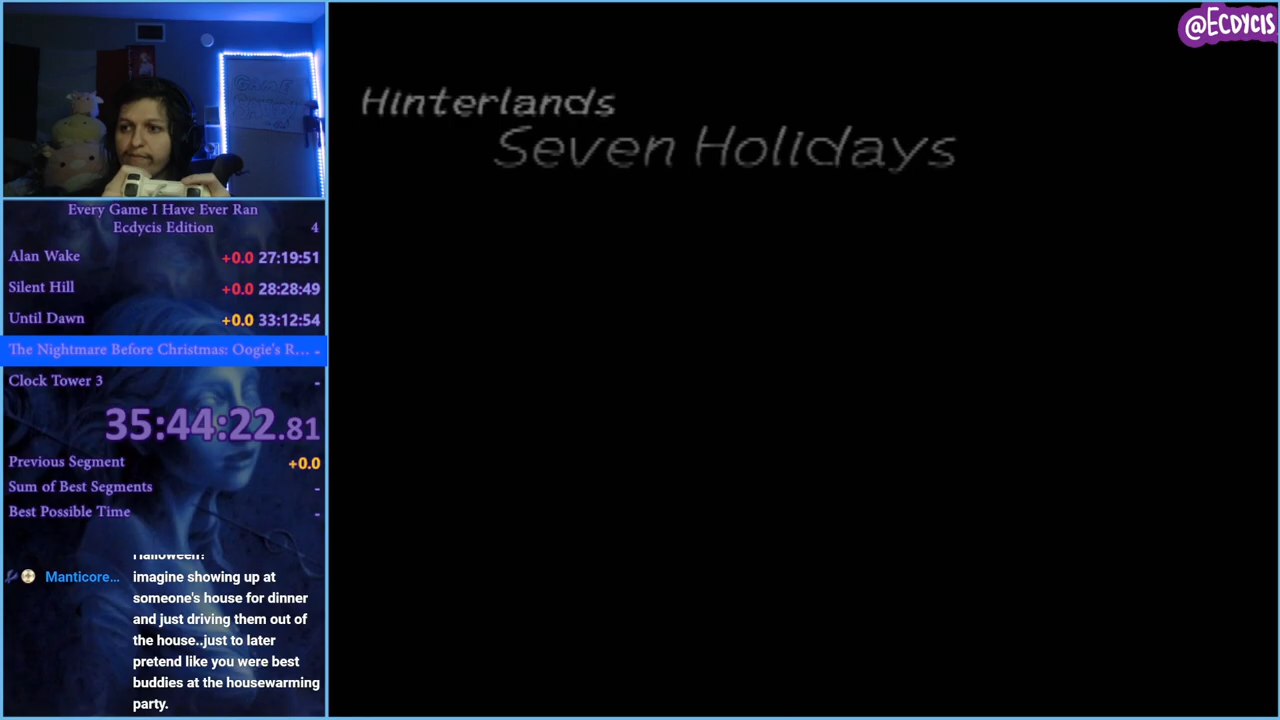 @Ecdycis
Hinterlands
Seven Holidays
Every Game I Have Ever Ran
Ecdycis Edition 4
Alan Wake +0.0 27:19:51
Silent Hill +0.0 28:28:49
Until Dawn +0.0 33:12:54
The Nightmare Before Christmas: Oogie's R... -
Clock Tower 3 -
35:44:22.81
Previous Segment +0.0
Sum of Best Segments -
Best Possible Time -
Halloween?
Manticore… imagine showing up at
someone's house for dinner
and just driving them out of
the house..just to later
pretend like you were best
buddies at the housewarming
party.